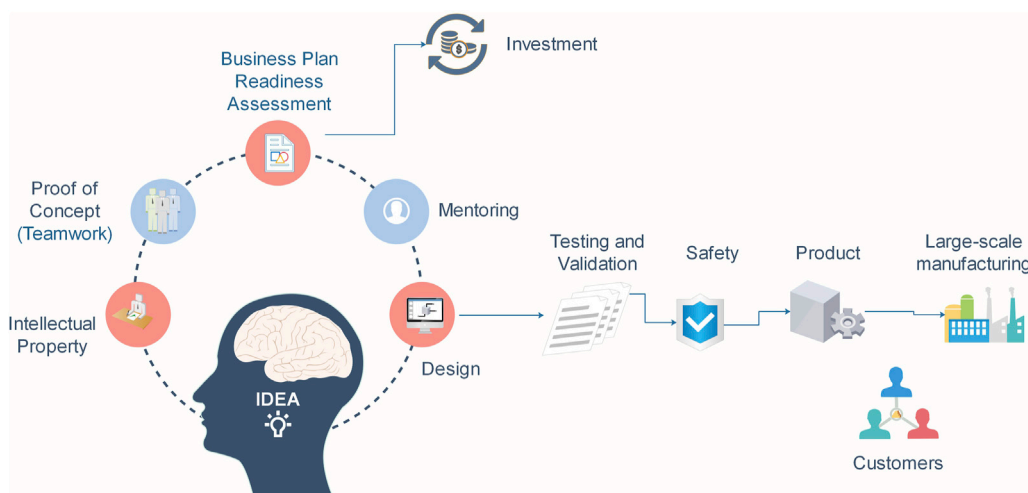 Investment
Business Plan
Readiness
Assessment
Proof of
Concept
(Teamwork)
Mentoring
Intellectual
Property
Design
IDEA
Testing and
Validation
Safety
Product
Large-scale
manufacturing
Customers